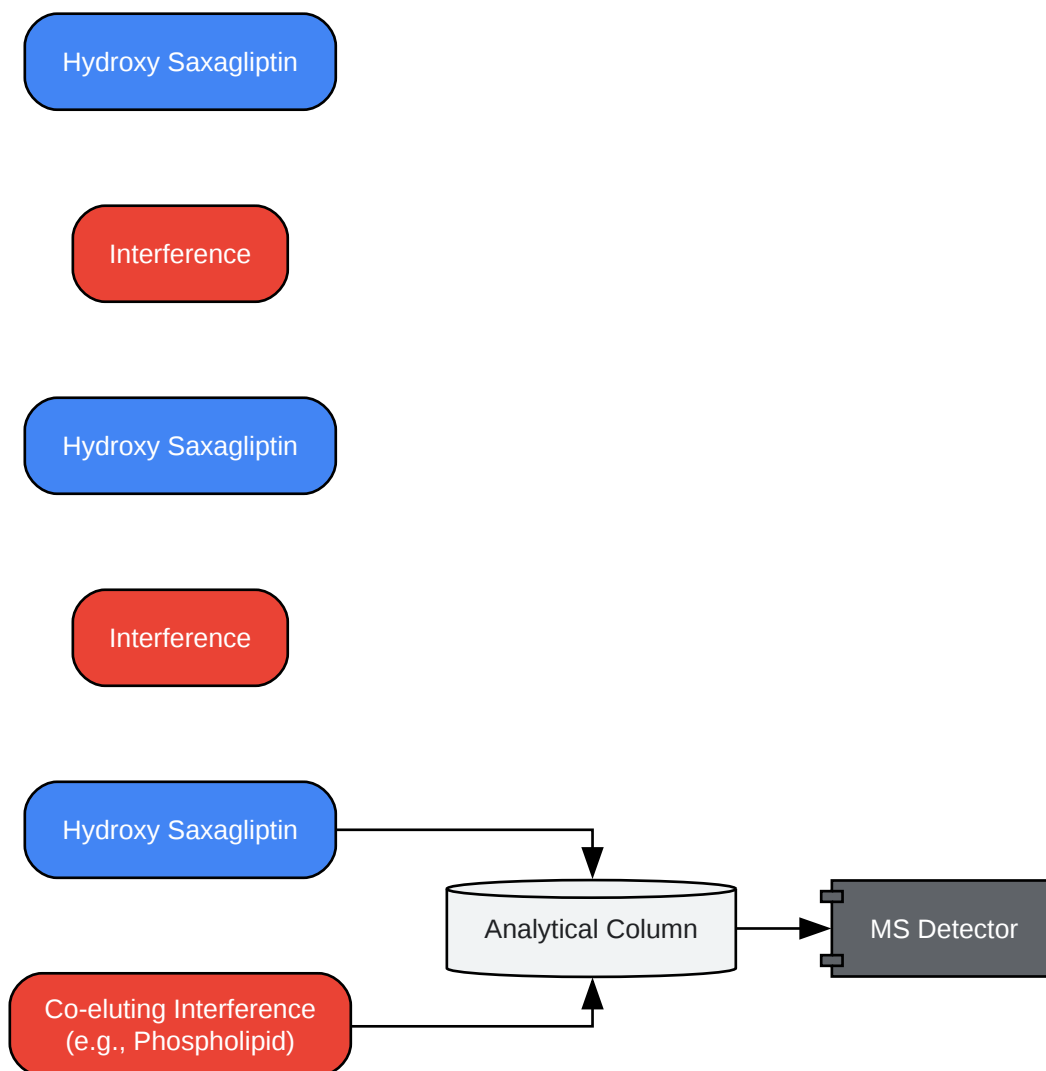 Hydroxy Saxagliptin
Interference
Hydroxy Saxagliptin
Interference
Hydroxy Saxagliptin
Analytical Column
MS Detector
Co-eluting Interference
(e.g., Phospholipid)